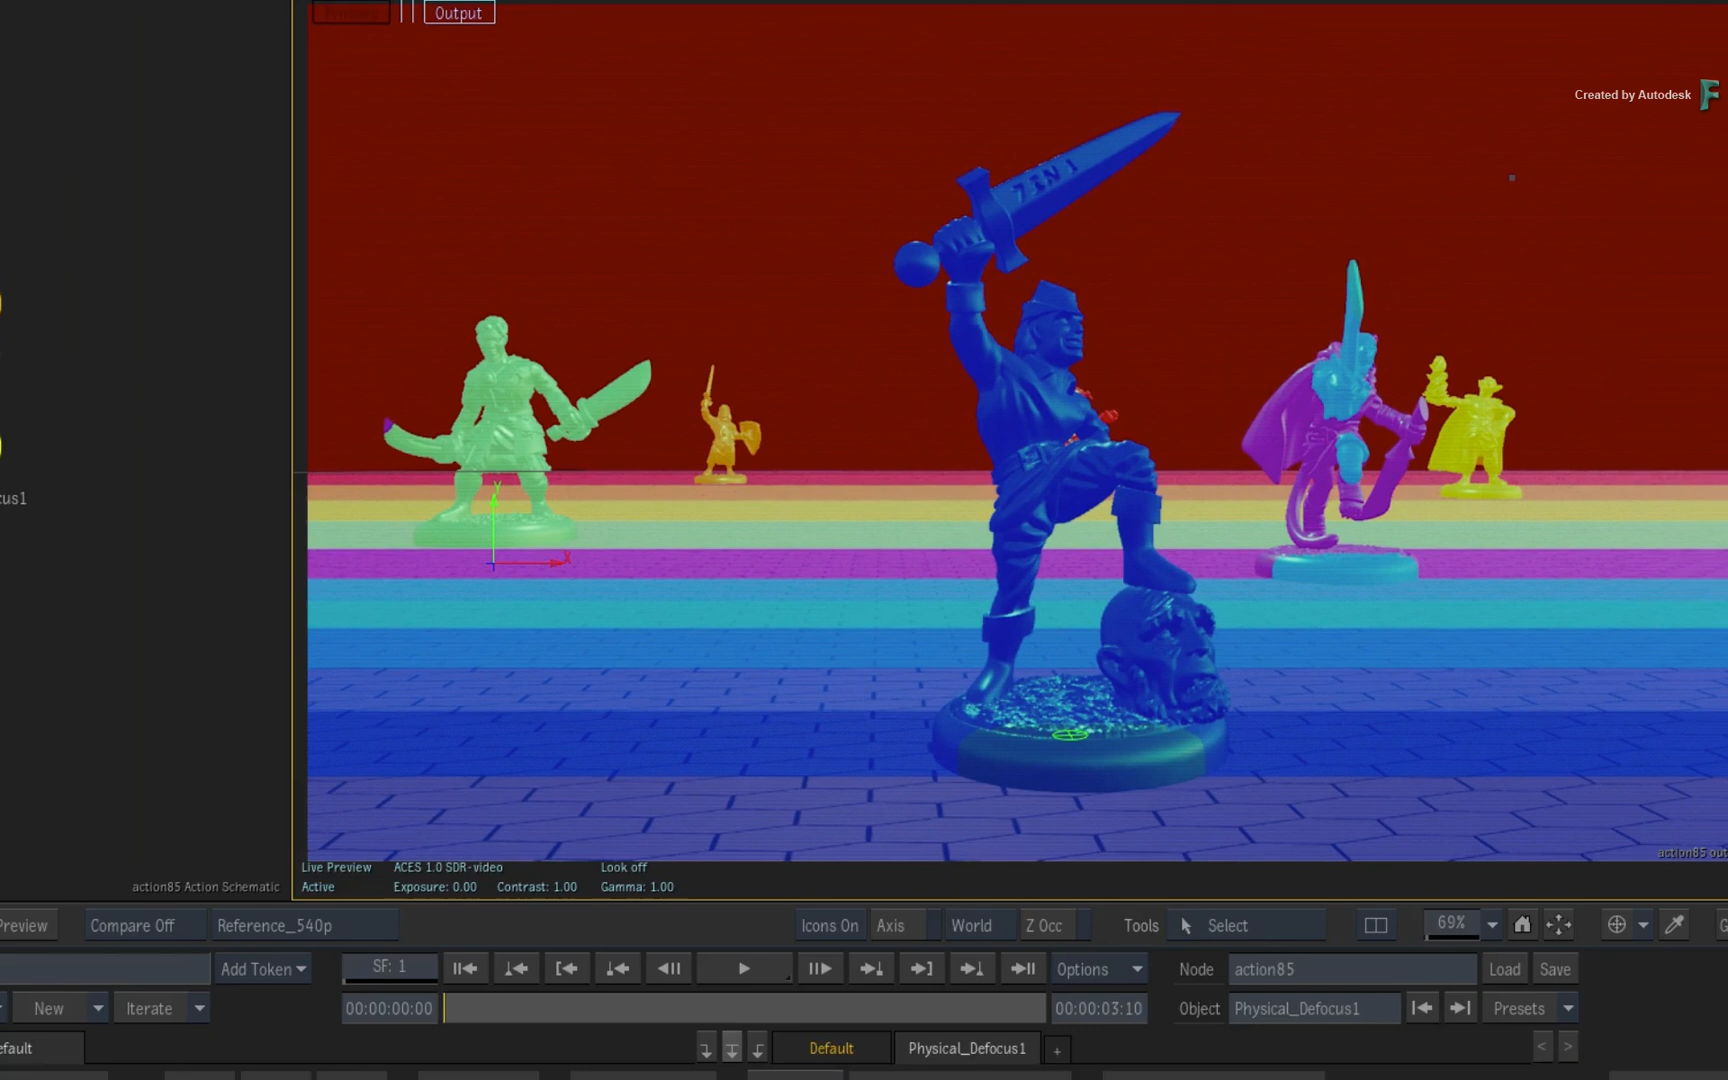 Output
Created by Autodesk
7 IN 1
Y
X
cus1
action85 Action Schematic
Live Preview ACES 1.0 SDR-video Look off
Active Exposure: 0.00 Contrast: 1.00 Gamma: 1.00
action85 out
Preview Compare Off Reference_540p Icons On Axis World Z Occ Tools Select 69%
Add Token SF: 1 Options Node action85 Load Save
New Iterate 00:00:00:00 00:00:03:10 Object Physical_Defocus1 Presets
efault Default Physical_Defocus1 + < >